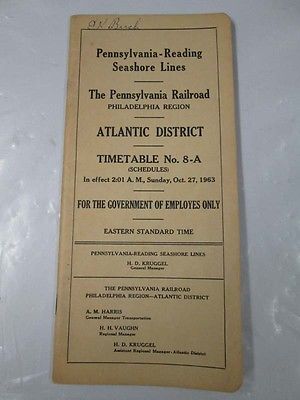 Pennsylvania-Reading
Seashore Lines
The Pennsylvania Railroad
PHILADELPHIA REGION
ATLANTIC DISTRICT
TIMETABLE No. 8-A
(SCHEDULES)
In effect 2:01 A. M., Sunday, Oct. 27, 1963
FOR THE GOVERNMENT OF EMPLOYES ONLY
EASTERN STANDARD TIME
PENNSYLVANIA-READING SEASHORE LINES
H. D. KRUGGEL
General Manager
THE PENNSYLVANIA RAILROAD
PHILADELPHIA REGION—ATLANTIC DISTRICT
A. M. HARRIS
General Manager Transportation
H. H. VAUGHN
Regional Manager
H. D. KRUGGEL
Assistant Regional Manager-Atlantic District